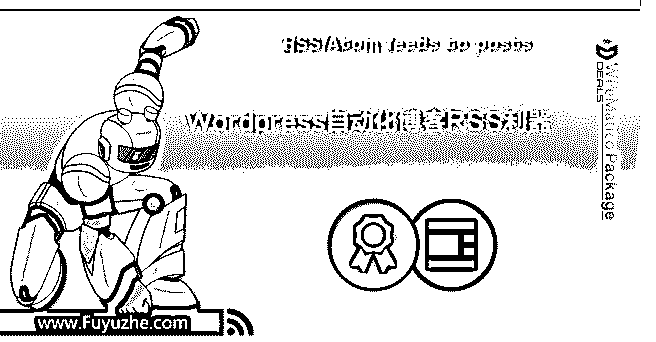 RSS/Atom feeds to posts
Wordpress自动化博客RSS利器
WPeMatico Package
DEALS
www.Fuyuzhe.com